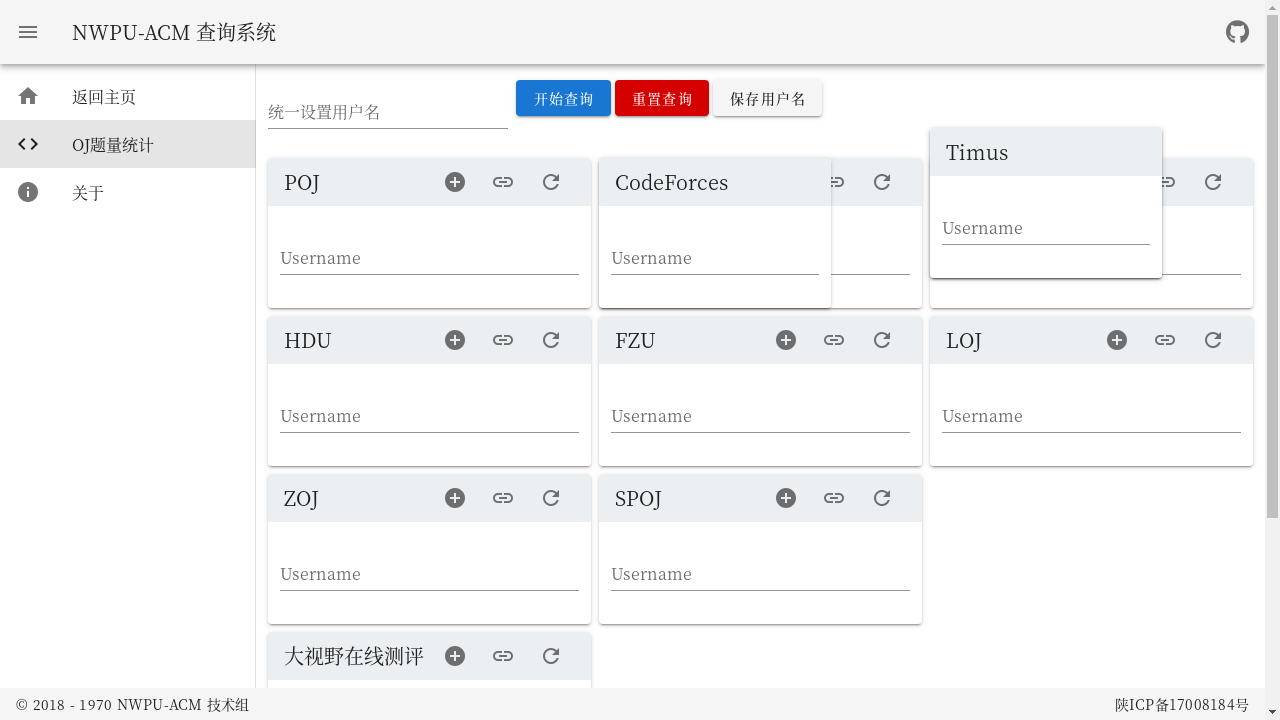 NWPU-ACM 查询系统
返回主页
OJ题量统计
关于
统一设置用户名
开始查询
重置查询
保存用户名
POJ
Username
CodeForces
Username
Timus
Username
HDU
Username
FZU
Username
LOJ
Username
ZOJ
Username
SPOJ
Username
大视野在线测评
© 2018 - 1970 NWPU-ACM 技术组
陕ICP备17008184号